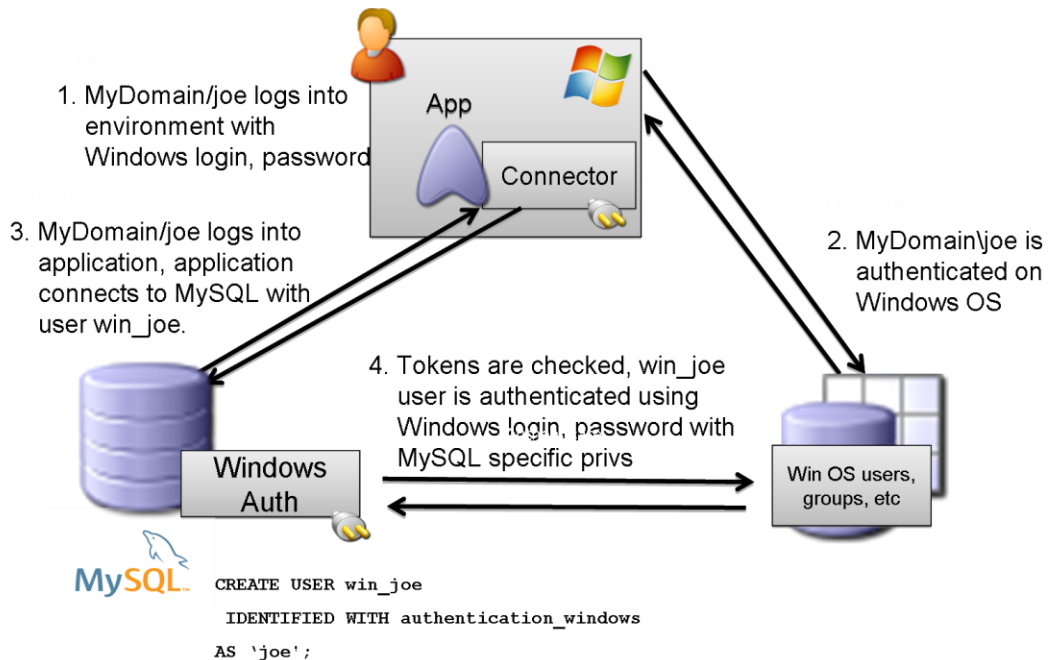 1. MyDomain/joe logs into
environment with
Windows login, password
App
Connector
3. MyDomain/joe logs into
application, application
connects to MySQL with
user win_joe.
2. MyDomain\joe is
authenticated on
Windows OS
4. Tokens are checked, win_joe
user is authenticated using
Windows login, password with
MySQL specific privs
Windows
Auth
Win OS users,
groups, etc
MySQL™
CREATE USER win_joe
IDENTIFIED WITH authentication_windows
AS ‘joe';